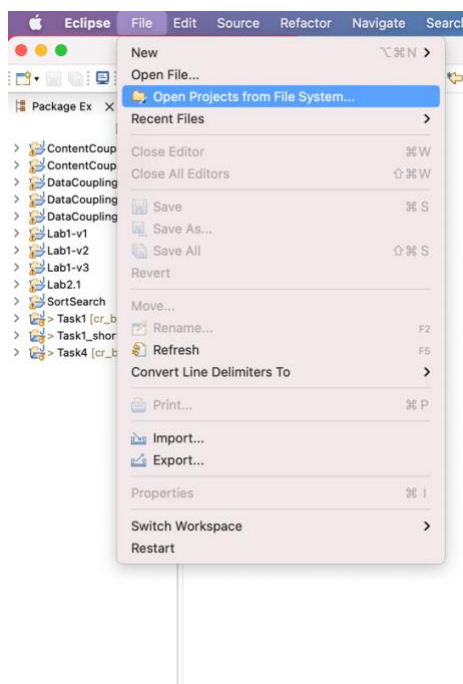 Eclipse File Edit Source Refactor Navigate Searc
New ⌥⌘N >
Open File...
Package Ex ×
Open Projects from File System...
Recent Files >
> ContentCoup
Close Editor ⌘W
> ContentCoup
Close All Editors ⇧⌘W
> DataCoupling
> DataCoupling
> DataCoupling
Save ⌘ S
> Lab1-v1
Save As...
> Lab1-v2
Save All ⇧⌘ S
> Lab1-v3
Revert
> Lab2.1
> SortSearch
Move...
> > Task1 [cr_b
Rename... F2
> > Task1_shor
Refresh F5
> > Task4 [cr_b
Convert Line Delimiters To >
Print... ⌘ P
Import...
Export...
Properties ⌘ I
Switch Workspace >
Restart